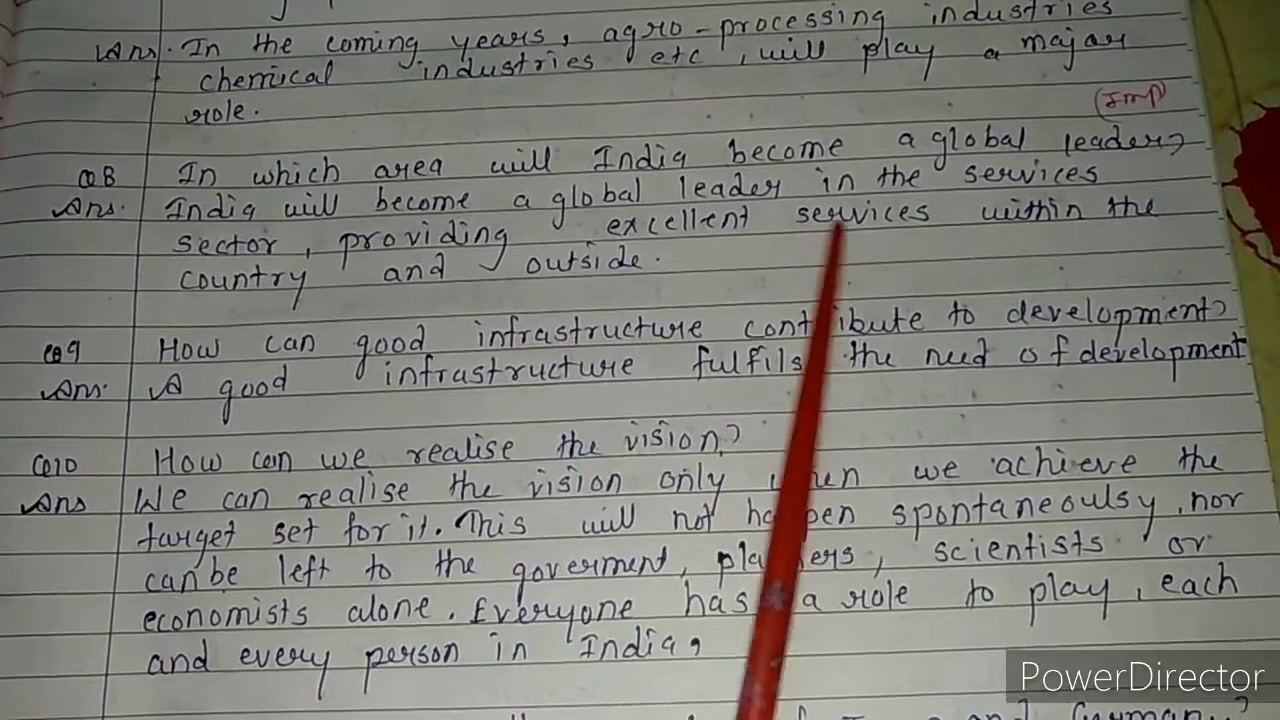 Ans. In the coming years, agro-processing industries
chemical industries etc, will play a major
role.
(Imp)
Q8 In which area will India become a global leader?
Ans. India will become a global leader in the services
sector, providing excellent services within the
country and outside.
Q9 How can good infrastructure contribute to development?
Ans. A good infrastructure fulfils the need of development
Q10 How can we realise the vision?
Ans We can realise the vision only when we achieve the
target set for it. This will not happen spontaneoulsy, nor
can be left to the goverment, planners, scientists or
economists alone. Everyone has a role to play, each
and every person in India,
PowerDirector
and